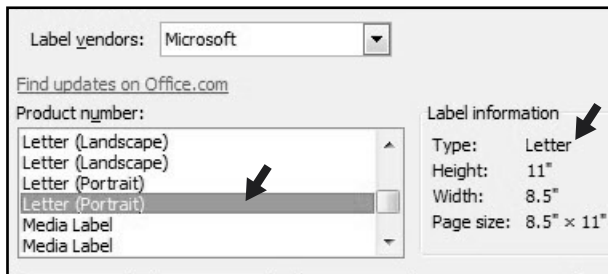 Label vendors: Microsoft
Find updates on Office.com
Product number:
Letter (Landscape)
Letter (Landscape)
Letter (Portrait)
Letter (Portrait)
Media Label
Media Label
Label information
Type: Letter
Height: 11"
Width: 8.5"
Page size: 8.5" × 11"